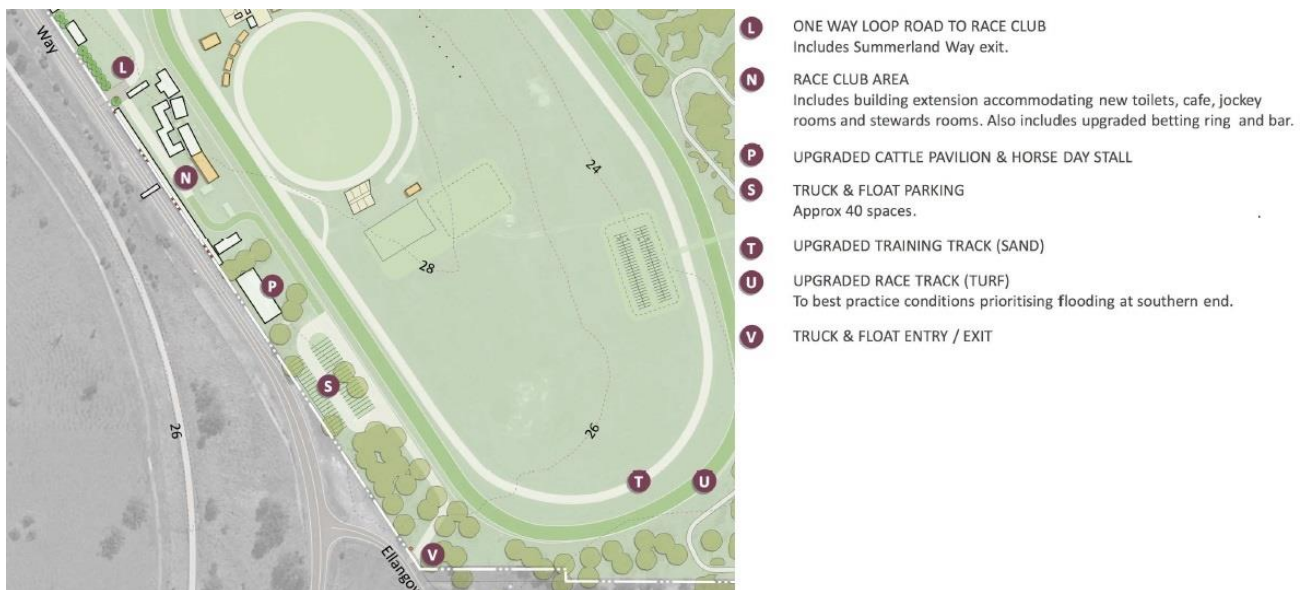 Way
L
N
24
28
P
S
26
26
T
U
V
Ellangow
L ONE WAY LOOP ROAD TO RACE CLUB
Includes Summerland Way exit.
N RACE CLUB AREA
Includes building extension accommodating new toilets, cafe, jockey
rooms and stewards rooms. Also includes upgraded betting ring and bar.
P UPGRADED CATTLE PAVILION & HORSE DAY STALL
S TRUCK & FLOAT PARKING
Approx 40 spaces.
T UPGRADED TRAINING TRACK (SAND)
U UPGRADED RACE TRACK (TURF)
To best practice conditions prioritising flooding at southern end.
V TRUCK & FLOAT ENTRY / EXIT